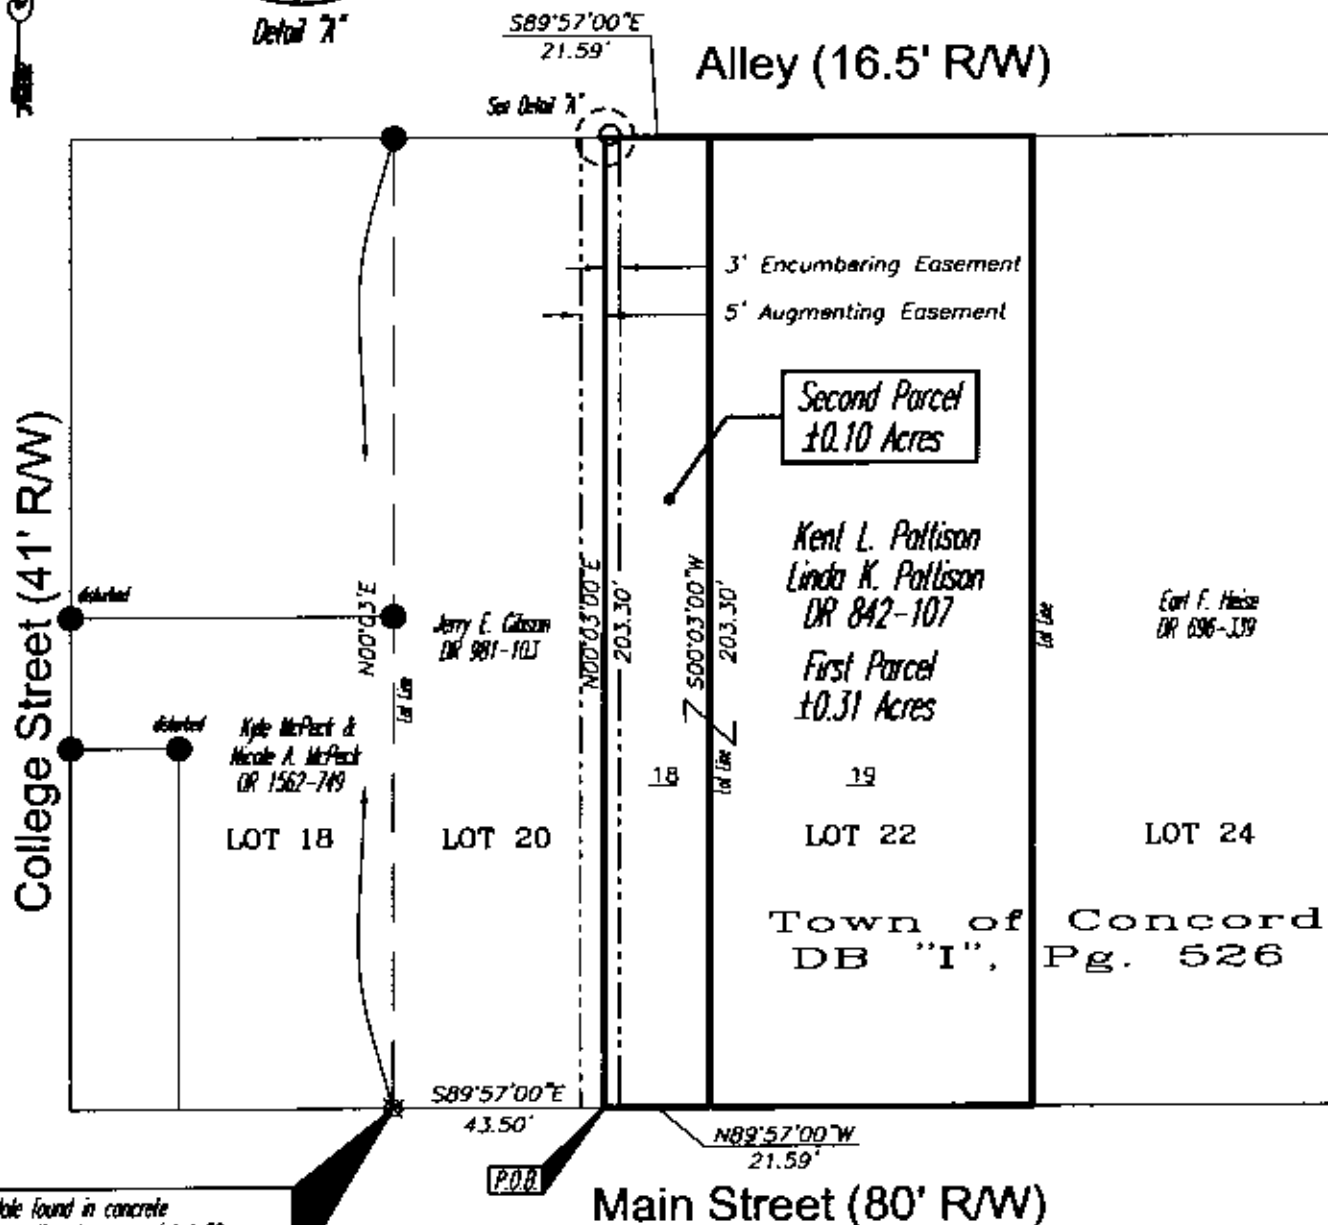 Detail "A"
S89°57'00"E
21.59'
Alley (16.5' R/W)
See Detail "A"
3' Encumbering Easement
5' Augmenting Easement
Second Parcel
±0.10 Acres
College Street (41' R/W)
disturbed
N00°03'E
Jerry E. Gibson
DR 981-103
N00°03'00"E
203.30'
S00°03'00"W
203.30'
Kent L. Pattison
Linda K. Pattison
DR 842-107
First Parcel
±0.31 Acres
Lot Line
Earl F. Heise
DR 696-339
disturbed
Kyle McPeck &
Nicole A. McPeck
OR 1562-749
Lot Line
18
Lot Line
19
LOT 18
LOT 20
LOT 22
LOT 24
Town of Concord
DB "I", Pg. 526
S89°57'00"E
43.50'
N89°57'00"W
21.59'
P.O.B.
Main Street (80' R/W)
found in concrete